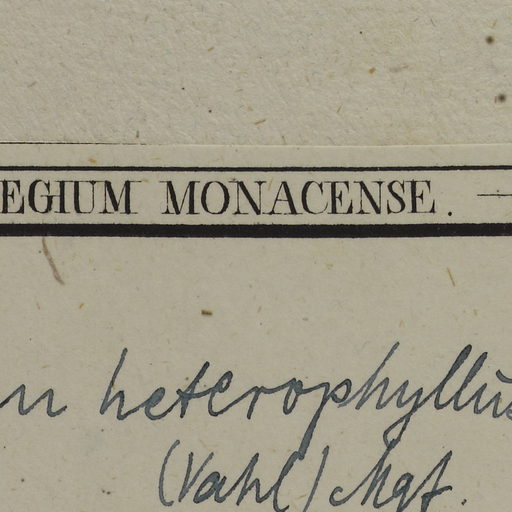 EGIUM MONACENSE.
n heterophyllus
(Vahl) Mgf.